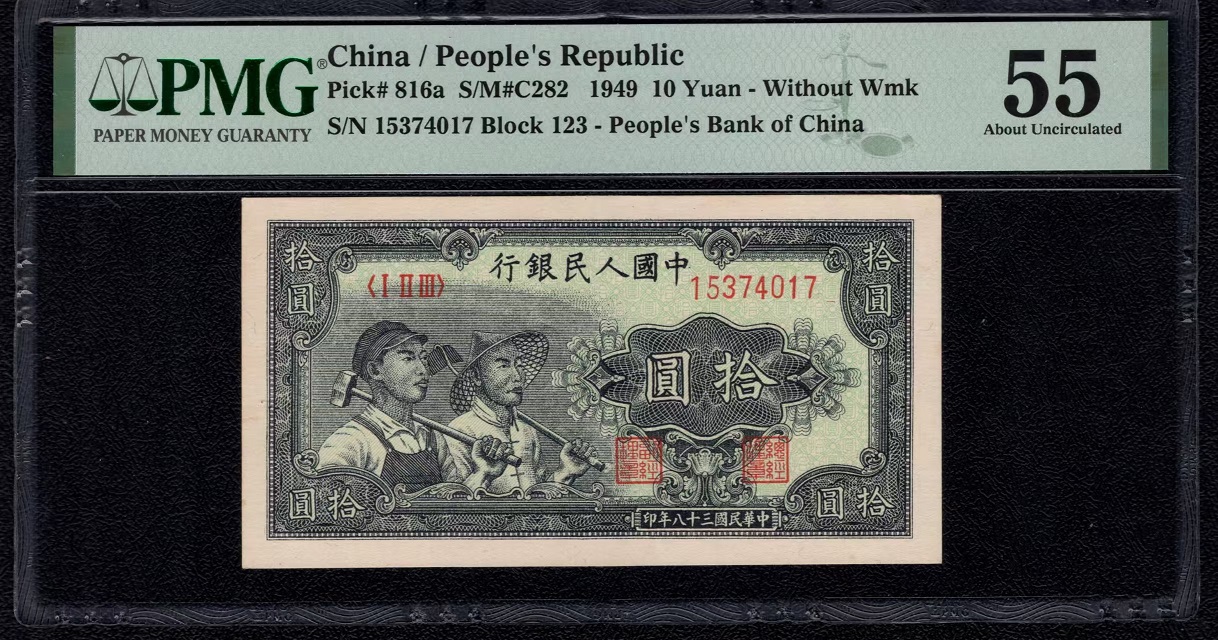 PMG®
PAPER MONEY GUARANTY
China / People's Republic
Pick# 816a S/M#C282 1949 10 Yuan - Without Wmk
S/N 15374017 Block 123 - People's Bank of China
55
About Uncirculated
中國人民銀行
〈I II III〉
15374017
拾圓
拾圓
拾圓
拾圓
拾圓
中華民國三十八年印